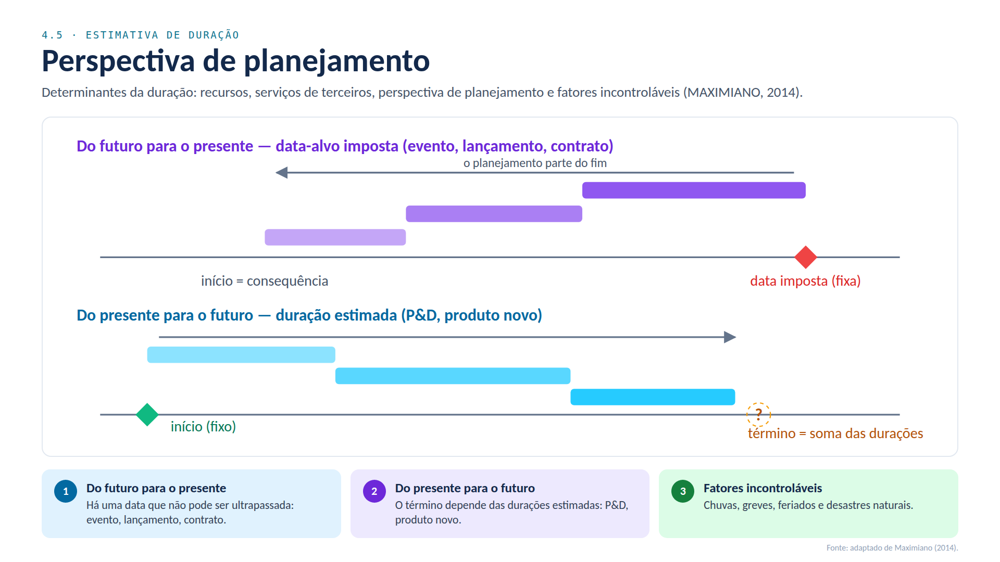 4.5 · ESTIMATIVA DE DURAÇÃO
Perspectiva de planejamento
Determinantes da duração: recursos, serviços de terceiros, perspectiva de planejamento e fatores incontroláveis (MAXIMIANO, 2014).
Do futuro para o presente — data-alvo imposta (evento, lançamento, contrato)
o planejamento parte do fim
início = consequência
data imposta (fixa)
Do presente para o futuro — duração estimada (P&D, produto novo)
?
início (fixo)
término = soma das durações
1
Do futuro para o presente
Há uma data que não pode ser ultrapassada:
evento, lançamento, contrato.
2
Do presente para o futuro
O término depende das durações estimadas: P&D,
produto novo.
3
Fatores incontroláveis
Chuvas, greves, feriados e desastres naturais.
Fonte: adaptado de Maximiano (2014).